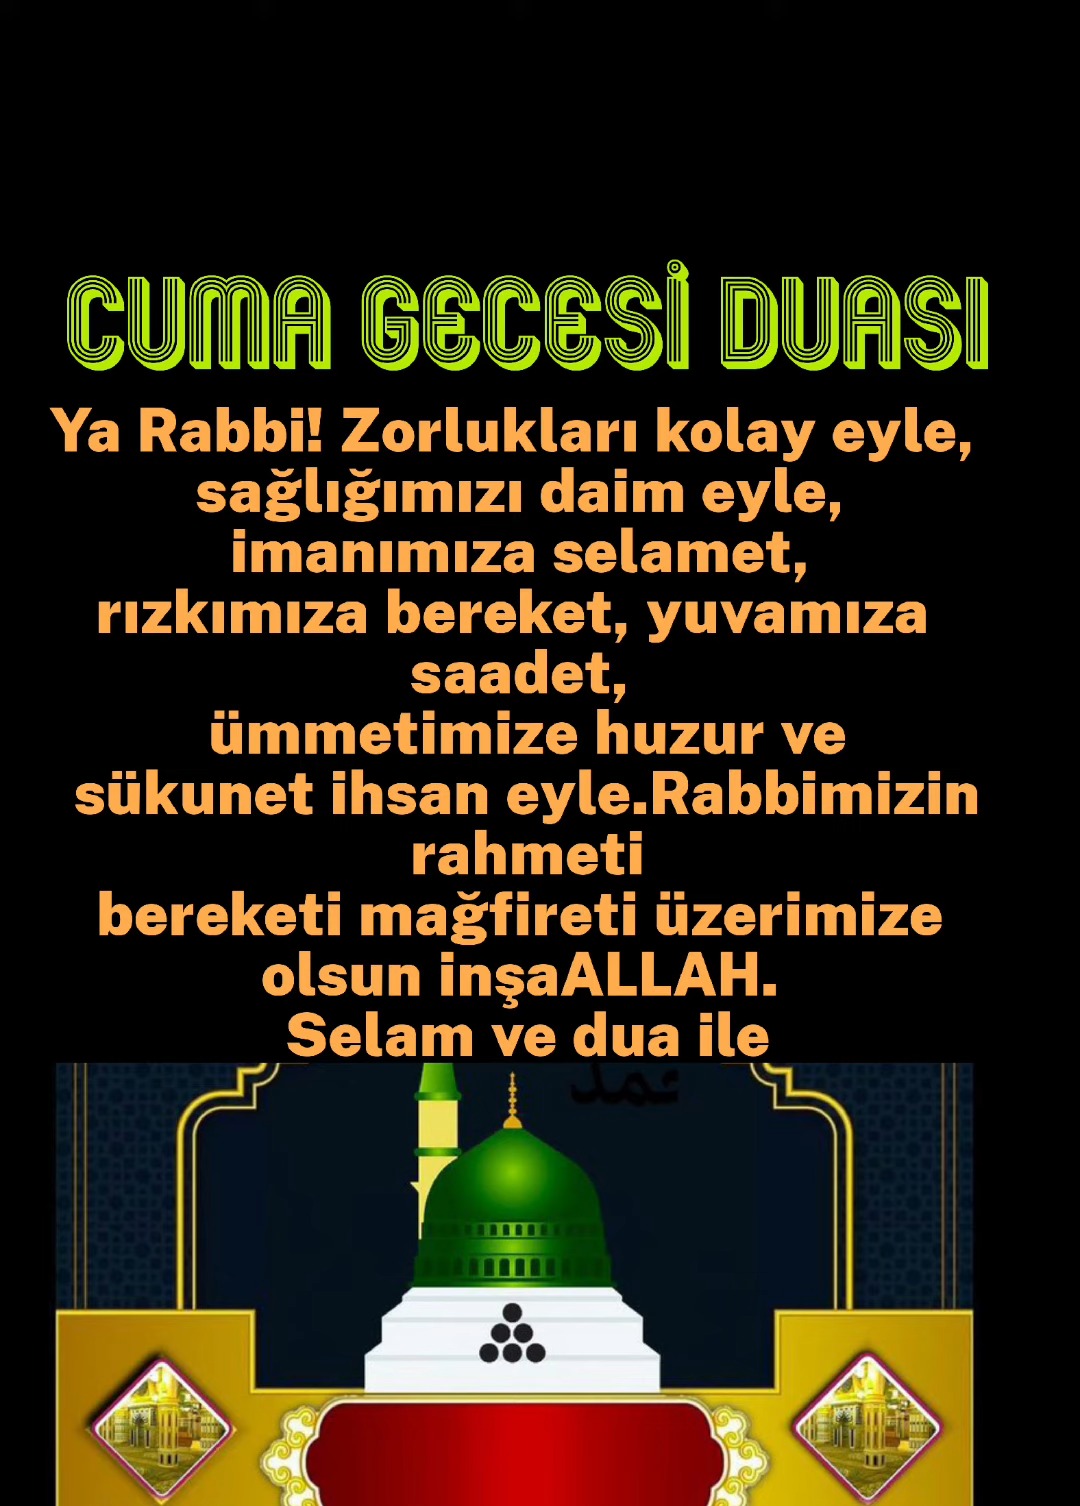 CUMA GECESİ DUASI
Ya Rabbi! Zorlukları kolay eyle,
sağlığımızı daim eyle,
imanımıza selamet,
rızkımıza bereket, yuvamıza
saadet,
ümmetimize huzur ve
sükunet ihsan eyle.Rabbimizin
rahmeti
bereketi mağfireti üzerimize
olsun inşaALLAH.
Selam ve dua ile